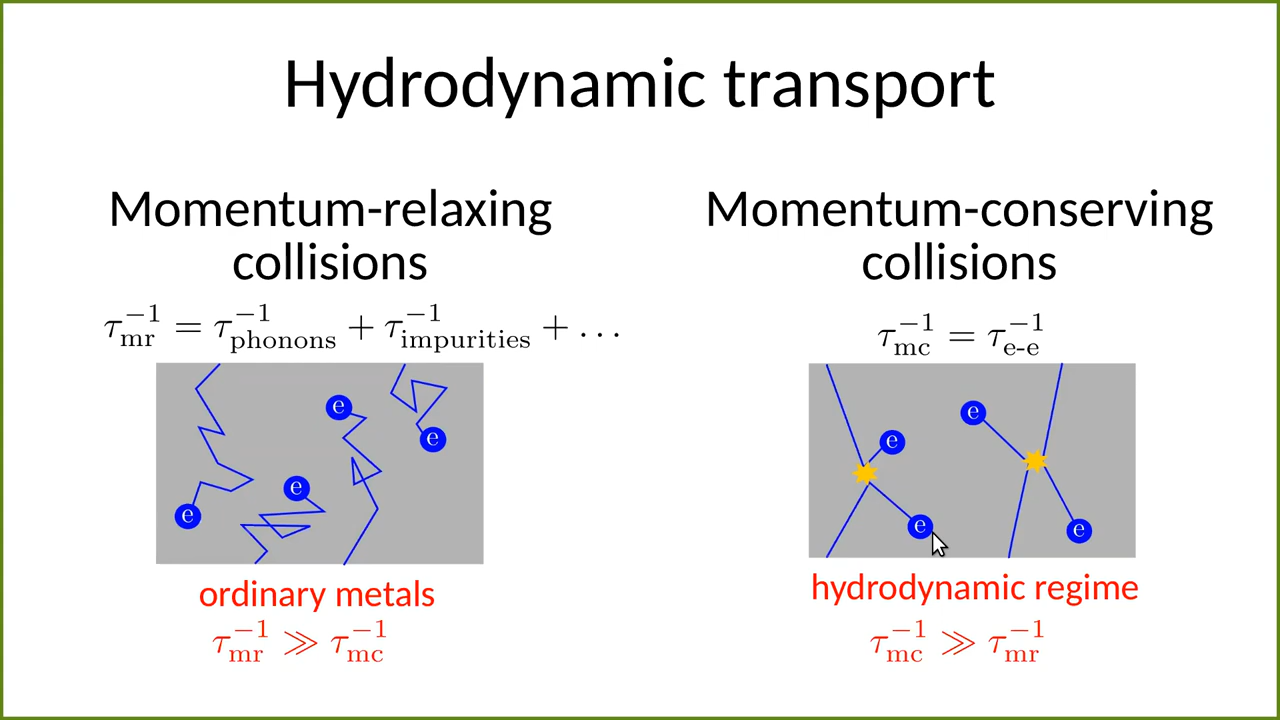 Hydrodynamic transport
Momentum-relaxing
collisions
τ_mr^−1 = τ_phonons^−1 + τ_impurities^−1 + . . .
e
e
e
e
ordinary metals
τ_mr^−1 ≫ τ_mc^−1
Momentum-conserving
collisions
τ_mc^−1 = τ_e-e^−1
e
e
e
e
hydrodynamic regime
τ_mc^−1 ≫ τ_mr^−1